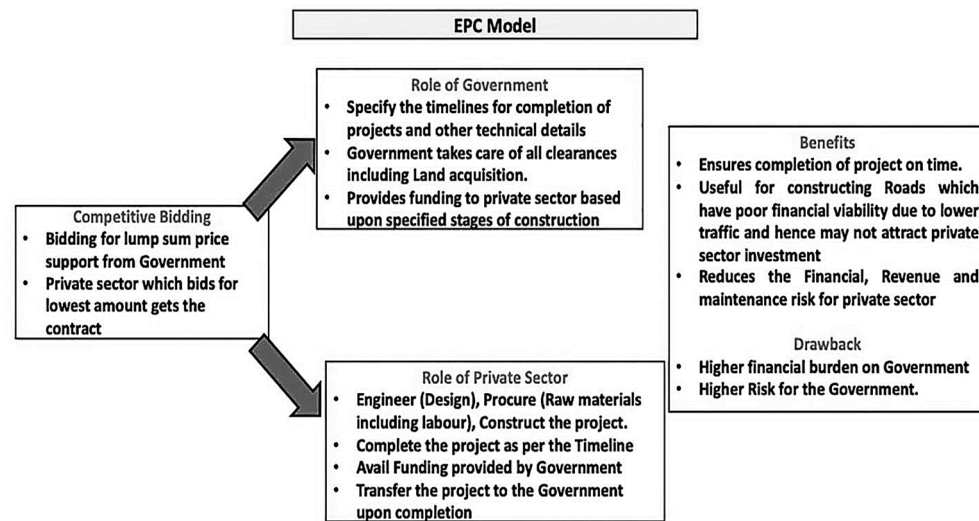 EPC Model
Role of Government
• Specify the timelines for completion of
projects and other technical details
• Government takes care of all clearances
including Land acquisition.
• Provides funding to private sector based
upon specified stages of construction
Competitive Bidding
• Bidding for lump sum price
support from Government
• Private sector which bids for
lowest amount gets the
contract
Role of Private Sector
• Engineer (Design), Procure (Raw materials
including labour), Construct the project.
• Complete the project as per the Timeline
• Avail Funding provided by Government
• Transfer the project to the Government
upon completion
Benefits
• Ensures completion of project on time.
• Useful for constructing Roads which
have poor financial viability due to lower
traffic and hence may not attract private
sector investment
• Reduces the Financial, Revenue and
maintenance risk for private sector
Drawback
• Higher financial burden on Government
• Higher Risk for the Government.